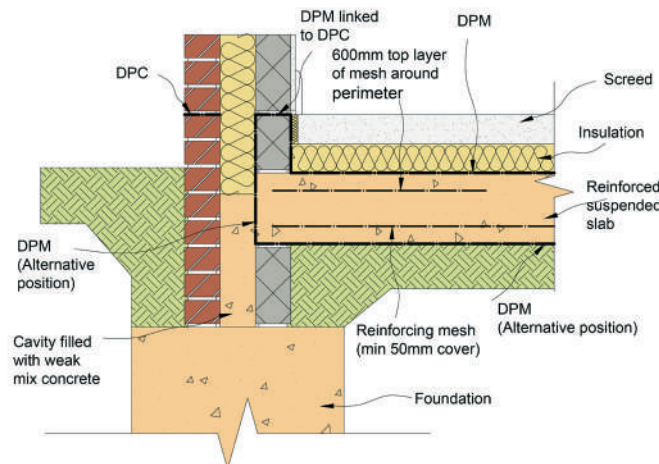 DPM linked
to DPC
DPM
600mm top layer
of mesh around
perimeter
DPC
Screed
Insulation
Reinforced
suspended
slab
DPM
(Alternative
position)
DPM
(Alternative position)
Cavity filled
with weak
mix concrete
Reinforcing mesh
(min 50mm cover)
Foundation